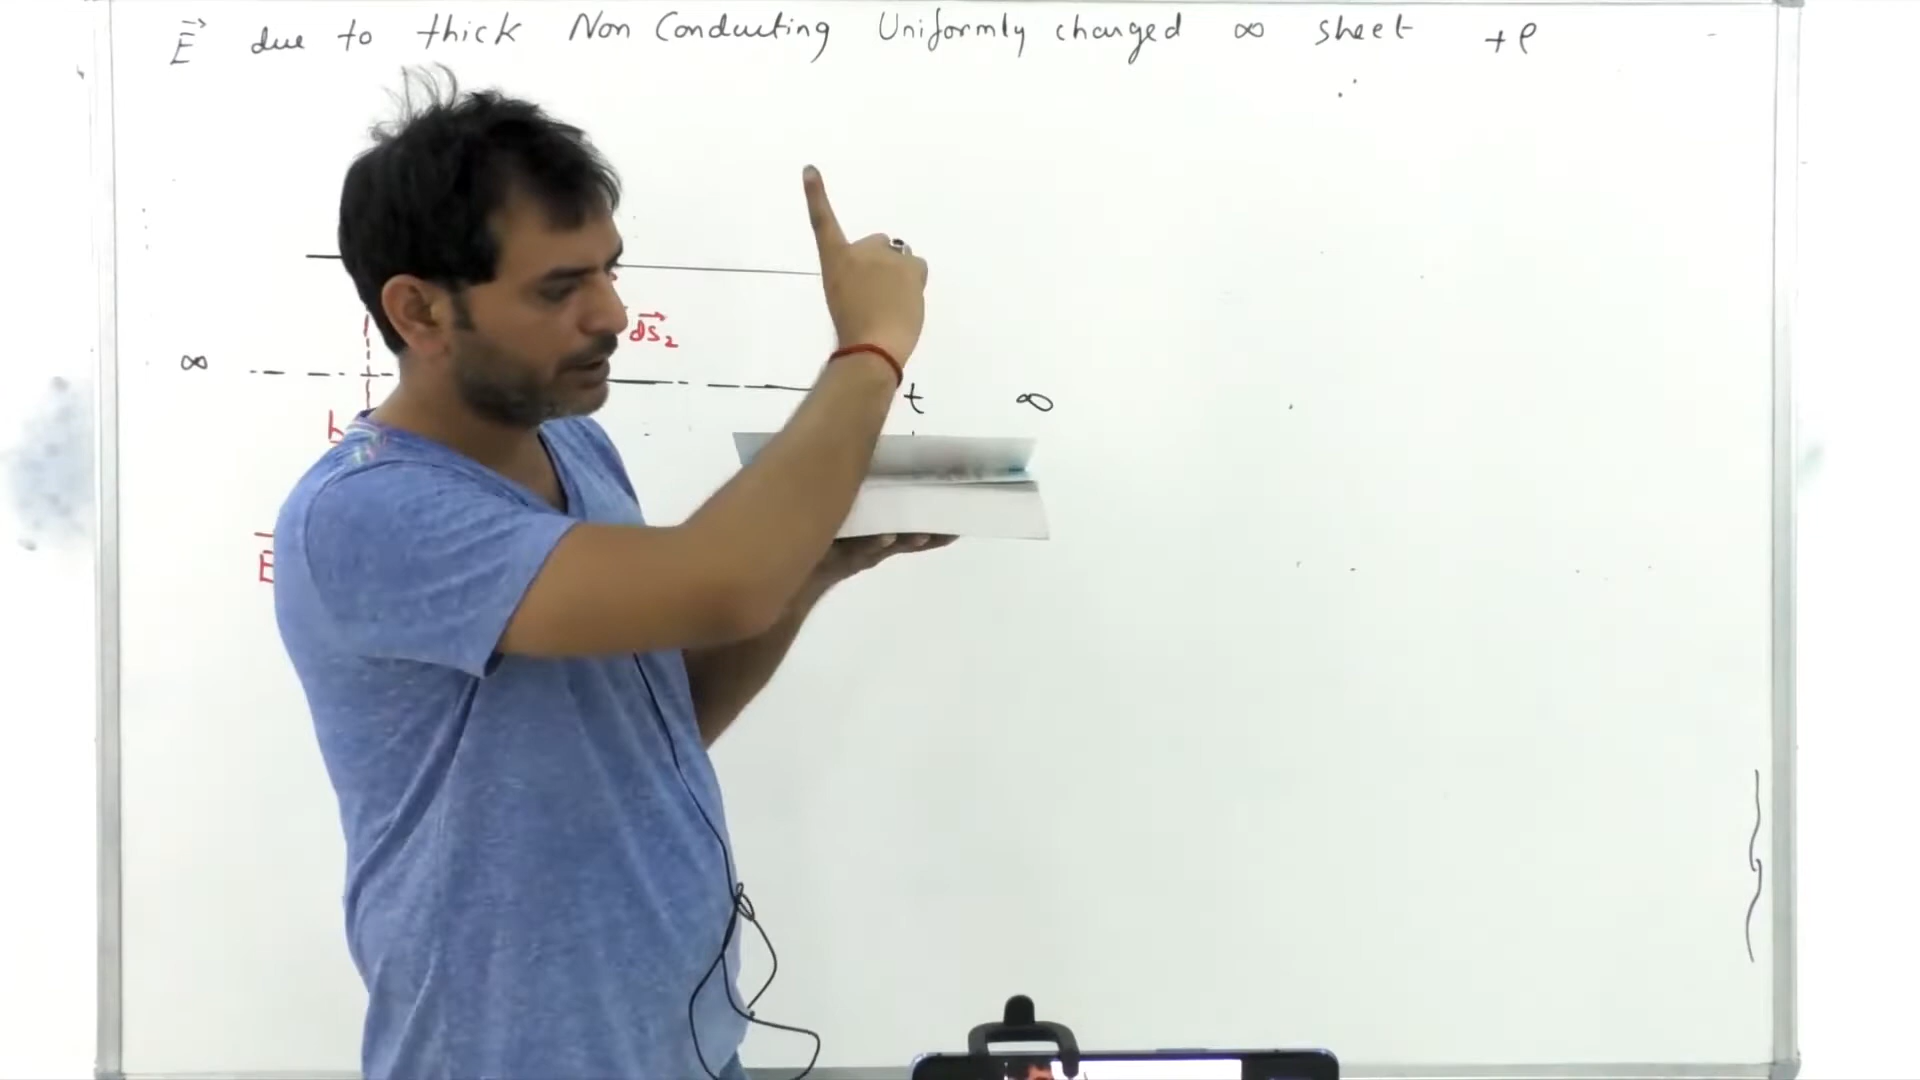 E⃗ due to thick Non Conducting Uniformly charged ∞ sheet +ρ
ds⃗₂
∞
t ∞
h
E⃗